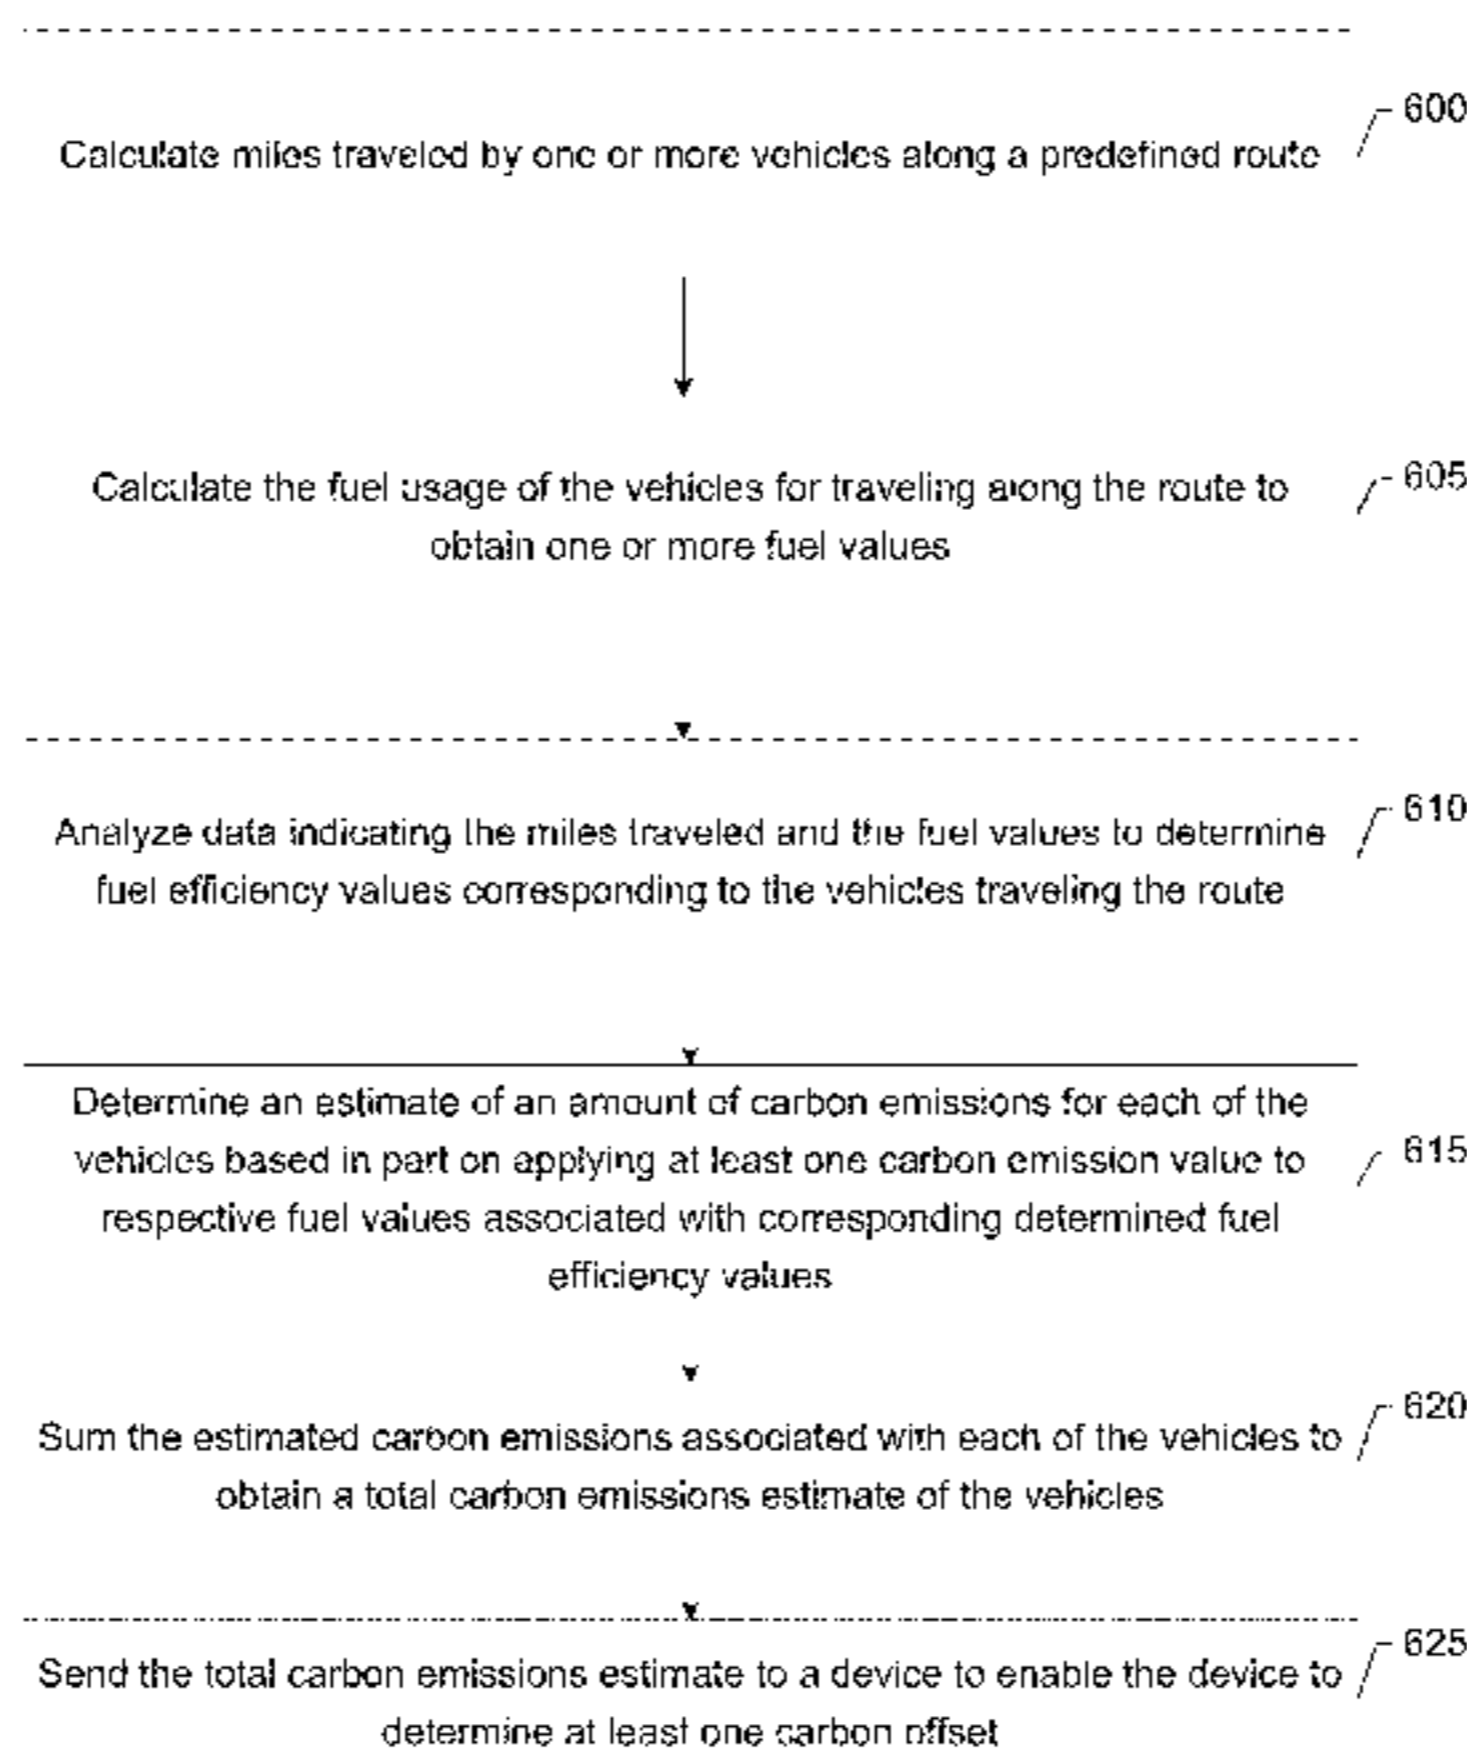 600
Calculate miles traveled by one or more vehicles along a predefined route
605
Calculate the fuel usage of the vehicles for traveling along the route to
obtain one or more fuel values
610
Analyze data indicating the miles traveled and the fuel values to determine
fuel efficiency values corresponding to the vehicles traveling the route
Determine an estimate of an amount of carbon emissions for each of the
615
vehicles based in part on applying at least one carbon emission value to
respective fuel values associated with corresponding determined fuel
efficiency values
620
Sum the estimated carbon emissions associated with each of the vehicles to
obtain a total carbon emissions estimate of the vehicles
625
Send the total carbon emissions estimate to a device to enable the device to
determine at least one carbon offset